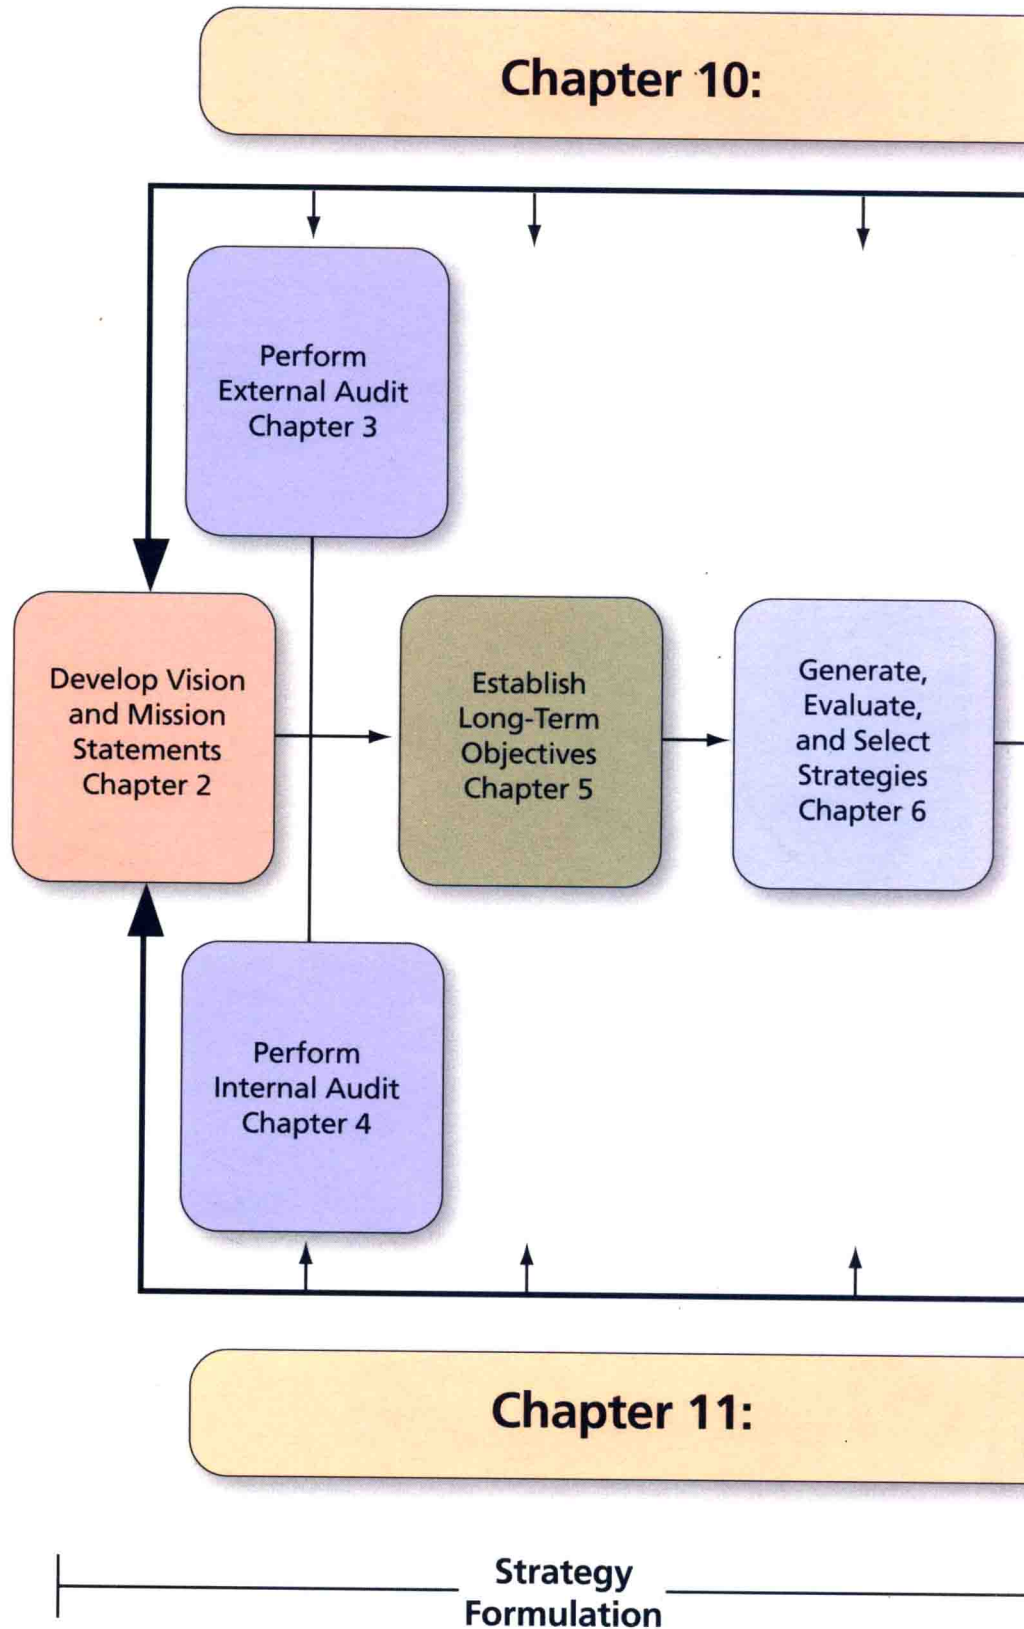 Chapter 10:
Perform
External Audit
Chapter 3
Develop Vision
and Mission
Statements
Chapter 2
Establish
Long-Term
Objectives
Chapter 5
Generate,
Evaluate,
and Select
Strategies
Chapter 6
Perform
Internal Audit
Chapter 4
Chapter 11:
Strategy
Formulation